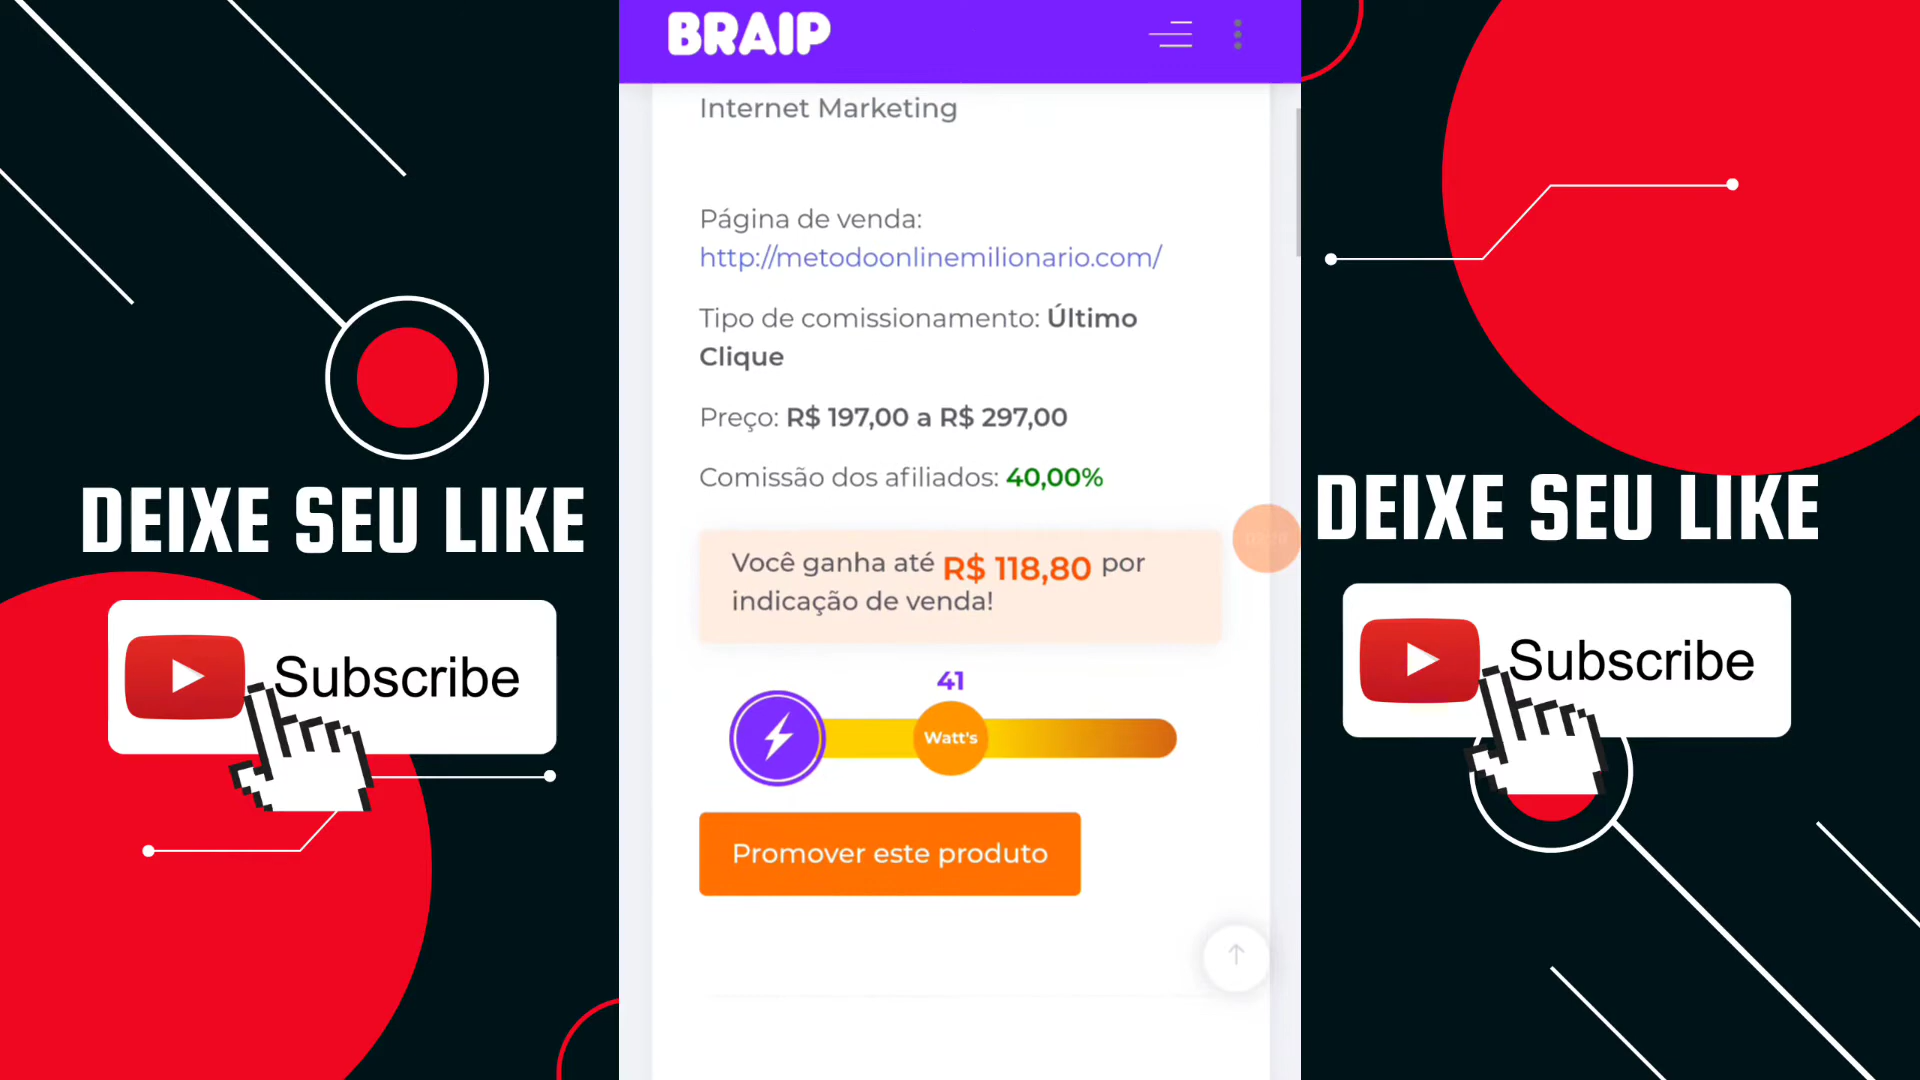 BRAIP
Internet Marketing
Página de venda:
http://metodoonlinemilionario.com/
Tipo de comissionamento: Último
Clique
Preço: R$ 197,00 a R$ 297,00
Comissão dos afiliados: 40,00%
Você ganha até R$ 118,80 por
indicação de venda!
41
Watt's
Promover este produto
DEIXE SEU LIKE
Subscribe
DEIXE SEU LIKE
Subscribe